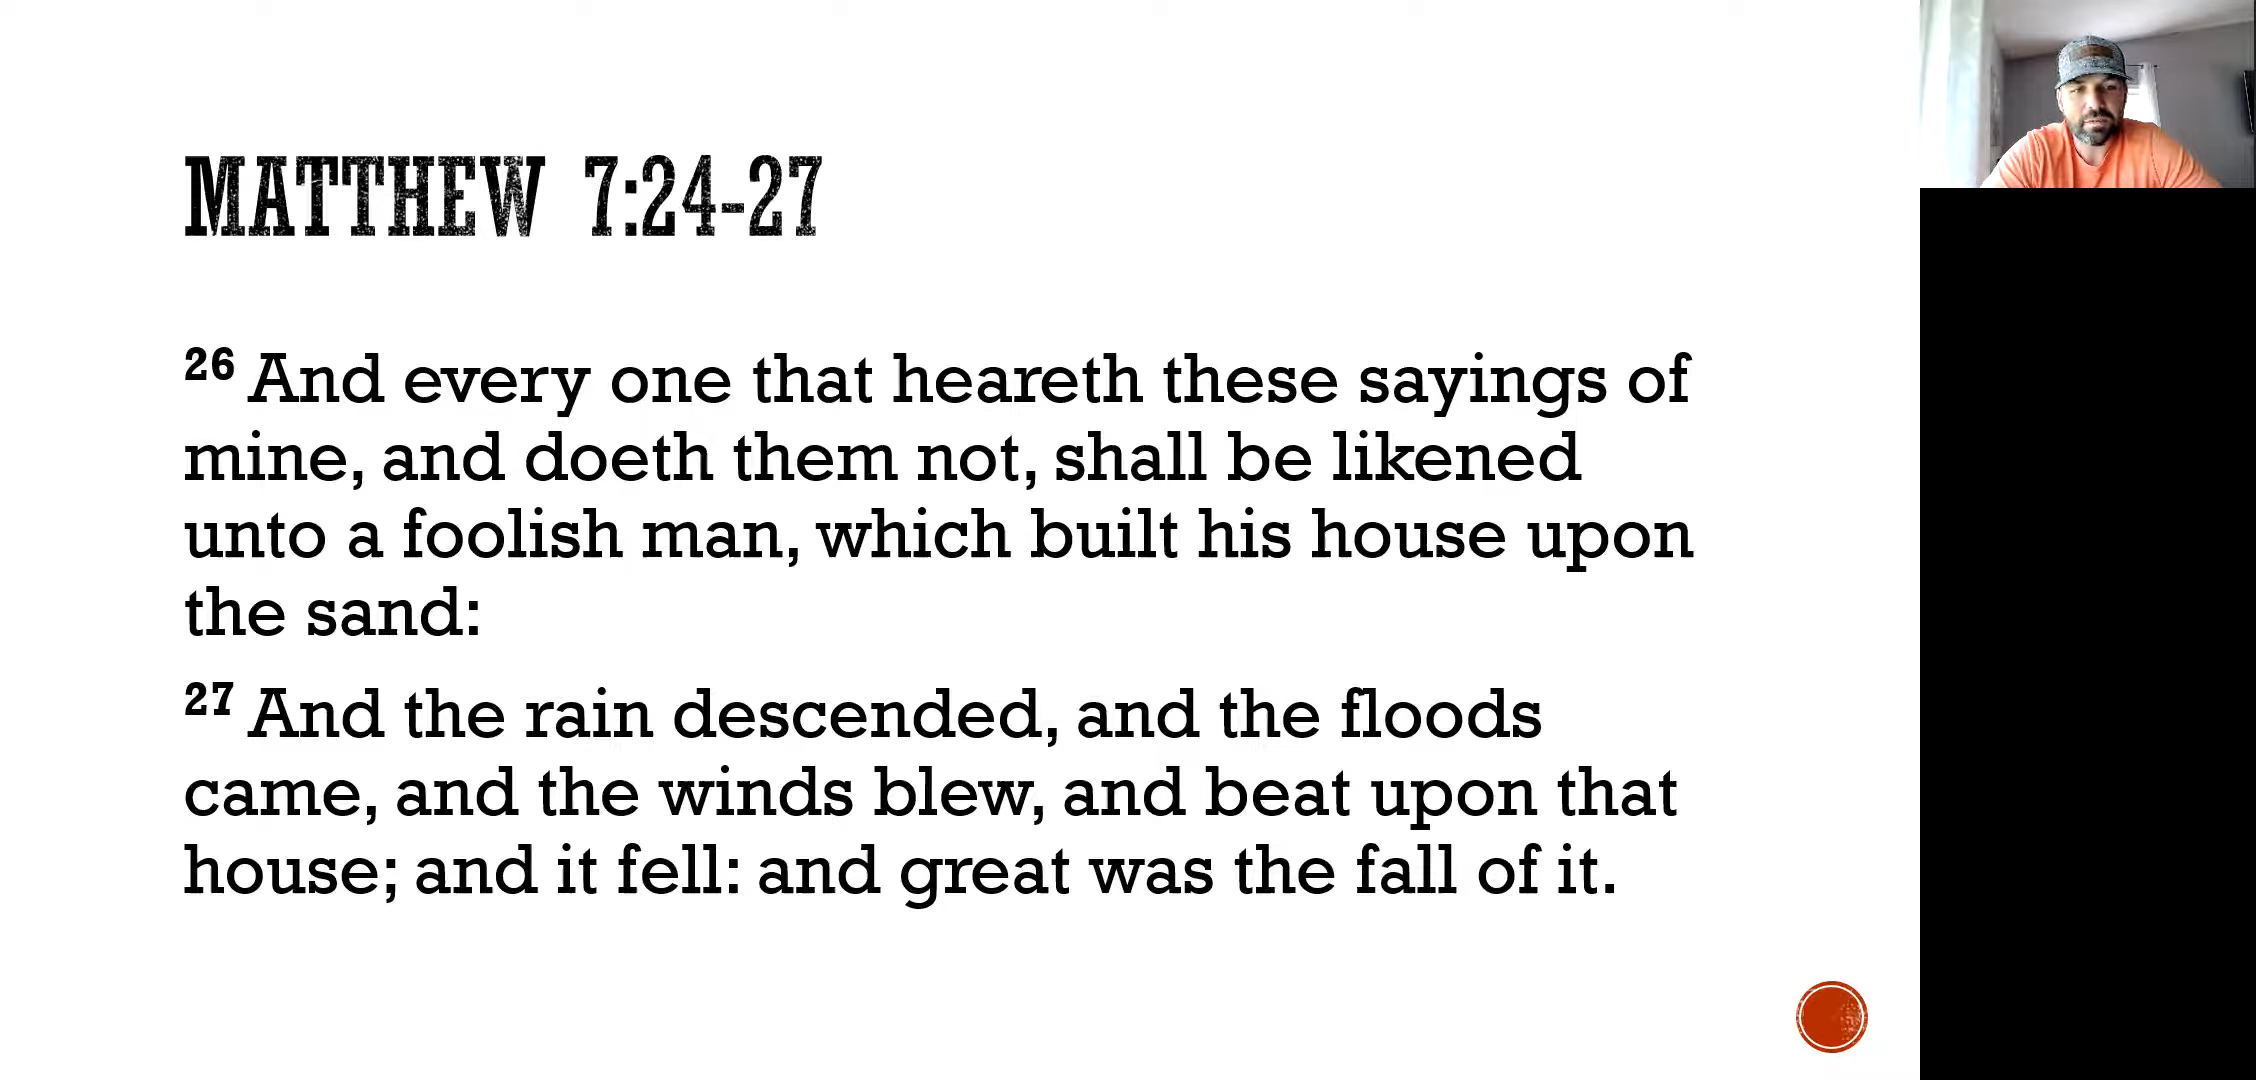 MATTHEW 7:24-27
26 And every one that heareth these sayings of
mine, and doeth them not, shall be likened
unto a foolish man, which built his house upon
the sand:
27 And the rain descended, and the floods
came, and the winds blew, and beat upon that
house; and it fell: and great was the fall of it.